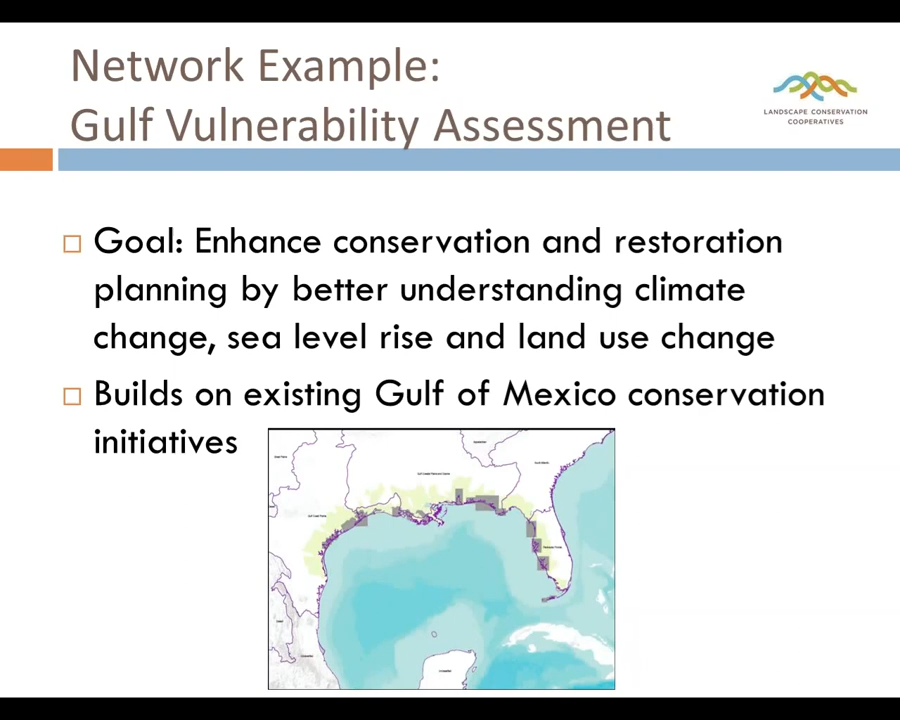 Network Example:
Gulf Vulnerability Assessment
LANDSCAPE CONSERVATION
COOPERATIVES
Goal: Enhance conservation and restoration
planning by better understanding climate
change, sea level rise and land use change
Builds on existing Gulf of Mexico conservation
initiatives